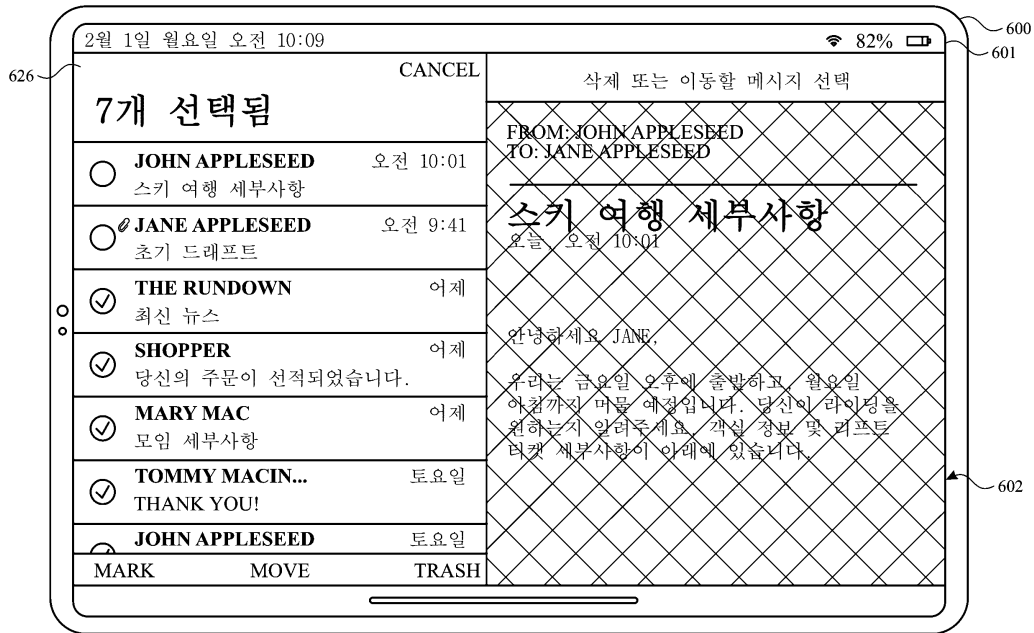 2월 1일 월요일 오전 10:09
82%
600
601
626
CANCEL
7개 선택됨
JOHN APPLESEED 오전 10:01
스키 여행 세부사항
JANE APPLESEED 오전 9:41
초기 드래프트
THE RUNDOWN 어제
최신 뉴스
SHOPPER 어제
당신의 주문이 선적되었습니다.
MARY MAC 어제
모임 세부사항
TOMMY MACIN... 토요일
THANK YOU!
JOHN APPLESEED 토요일
MARK MOVE TRASH
삭제 또는 이동할 메시지 선택
FROM: JOHN APPLESEED
TO: JANE APPLESEED
스키 여행 세부사항
오늘, 오전 10:01
안녕하세요 JANE,
우리는 금요일 오후에 출발하고, 월요일
아침까지 머물 예정입니다. 당신이 라이딩을
원하는지 알려주세요. 객실 정보 및 리프트
티켓 세부사항이 아래에 있습니다.
602